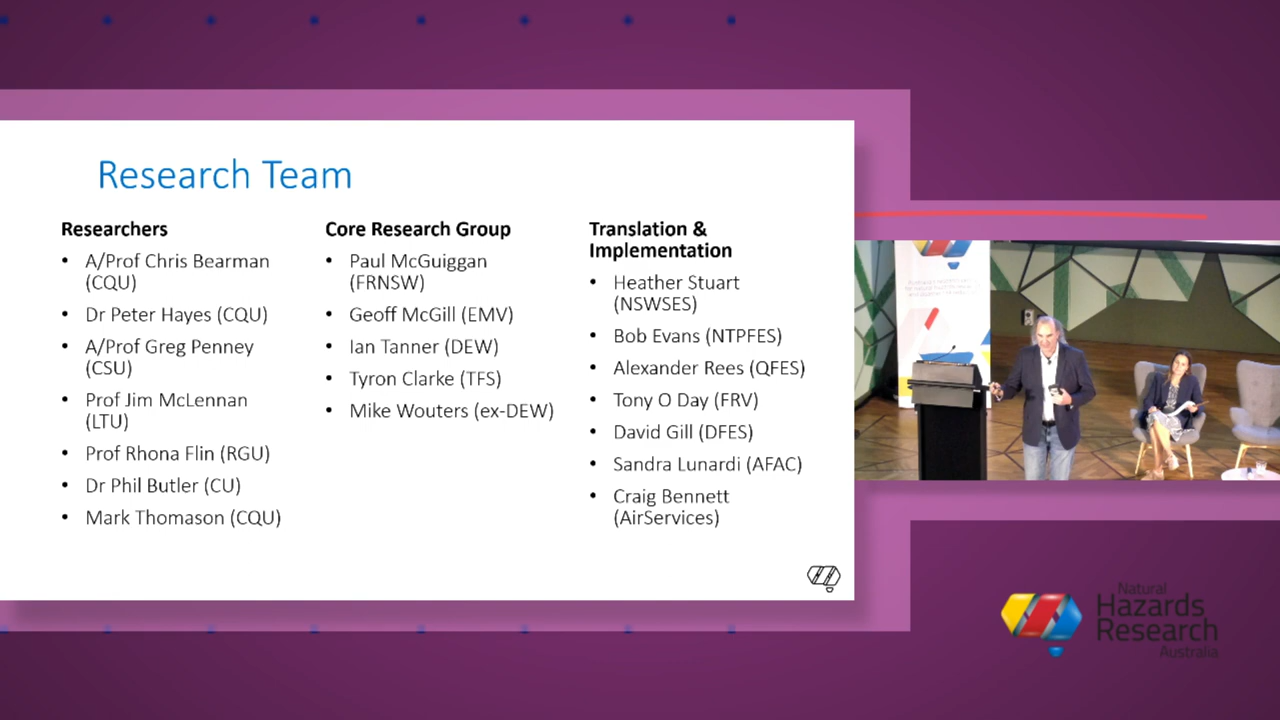 Research Team
Researchers
• A/Prof Chris Bearman
(CQU)
• Dr Peter Hayes (CQU)
• A/Prof Greg Penney
(CSU)
• Prof Jim McLennan
(LTU)
• Prof Rhona Flin (RGU)
• Dr Phil Butler (CU)
• Mark Thomason (CQU)
Core Research Group
• Paul McGuiggan
(FRNSW)
• Geoff McGill (EMV)
• Ian Tanner (DEW)
• Tyron Clarke (TFS)
• Mike Wouters (ex-DEW)
Translation &
Implementation
• Heather Stuart
(NSWSES)
• Bob Evans (NTPFES)
• Alexander Rees (QFES)
• Tony O Day (FRV)
• David Gill (DFES)
• Sandra Lunardi (AFAC)
• Craig Bennett
(AirServices)
Natural
Hazards
Research
Australia